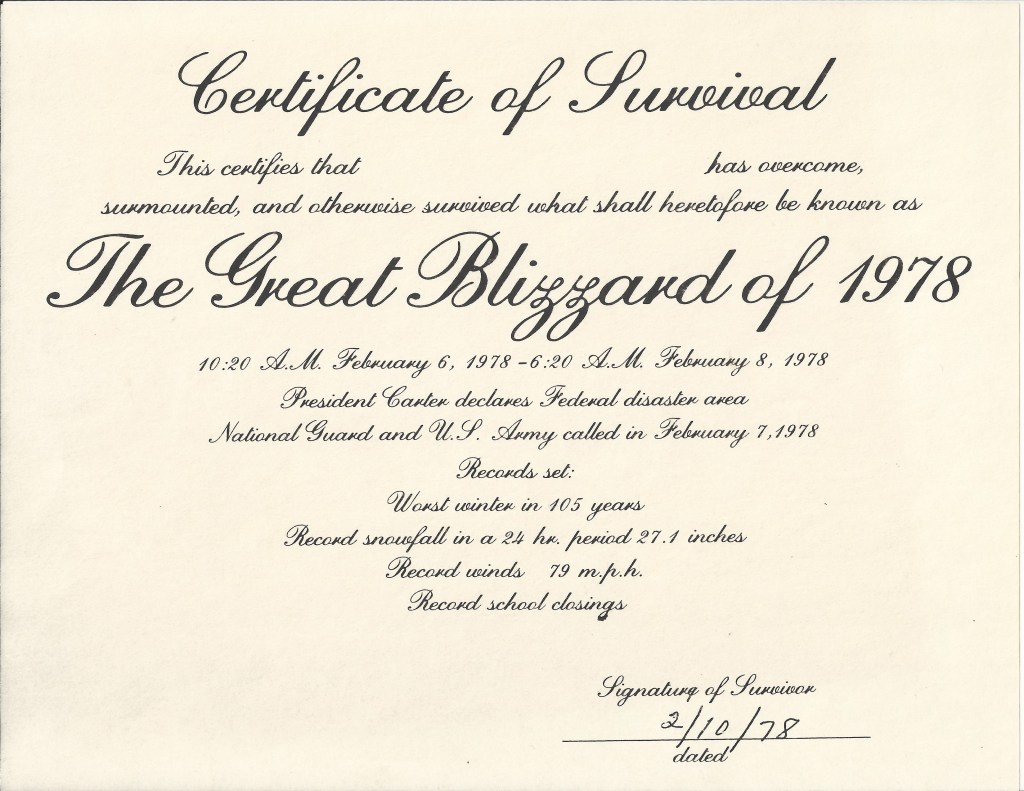 Certificate of Survival
This certifies that has overcome,
surmounted, and otherwise survived what shall heretofore be known as
The Great Blizzard of 1978
10:20 A.M. February 6, 1978 - 6:20 A.M. February 8, 1978
President Carter declares Federal disaster area
National Guard and U.S. Army called in February 7, 1978
Records set:
Worst winter in 105 years
Record snowfall in a 24 hr. period 27.1 inches
Record winds 79 m.p.h.
Record school closings
Signature of Survivor
2/10/78
dated